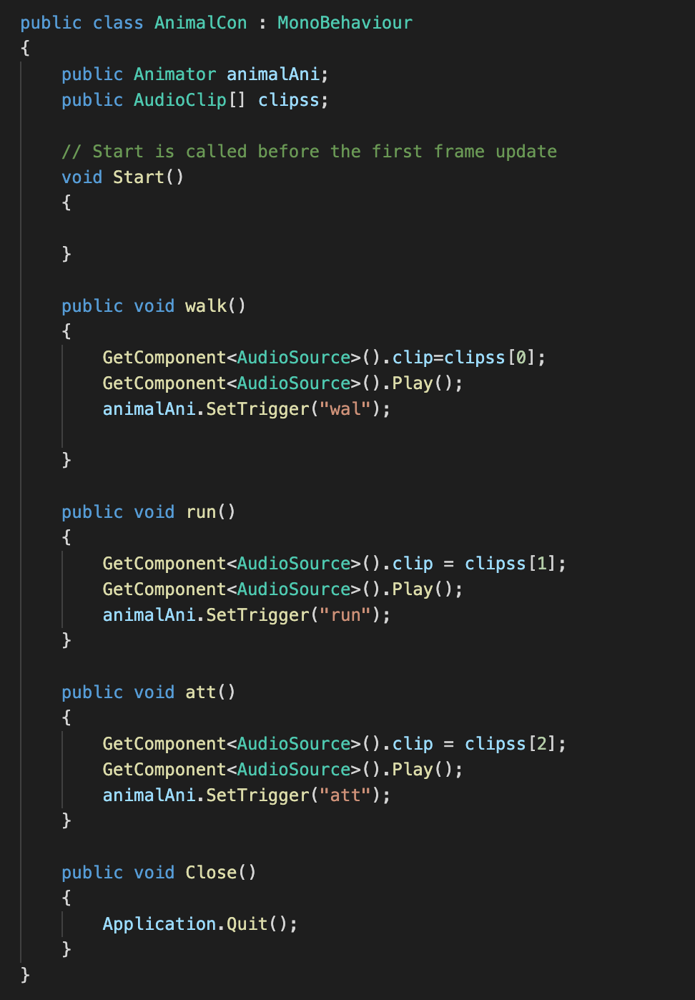 public class AnimalCon : MonoBehaviour
{
    public Animator animalAni;
    public AudioClip[] clipss;

    // Start is called before the first frame update
    void Start()
    {

    }

    public void walk()
    {
        GetComponent<AudioSource>().clip=clipss[0];
        GetComponent<AudioSource>().Play();
        animalAni.SetTrigger("wal");

    }

    public void run()
    {
        GetComponent<AudioSource>().clip = clipss[1];
        GetComponent<AudioSource>().Play();
        animalAni.SetTrigger("run");
    }

    public void att()
    {
        GetComponent<AudioSource>().clip = clipss[2];
        GetComponent<AudioSource>().Play();
        animalAni.SetTrigger("att");
    }

    public void Close()
    {
        Application.Quit();
    }
}